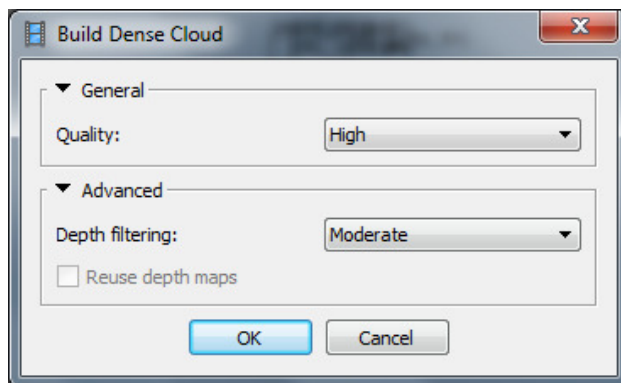 Build Dense Cloud
General
Quality: High
Advanced
Depth filtering: Moderate
Reuse depth maps
OK Cancel